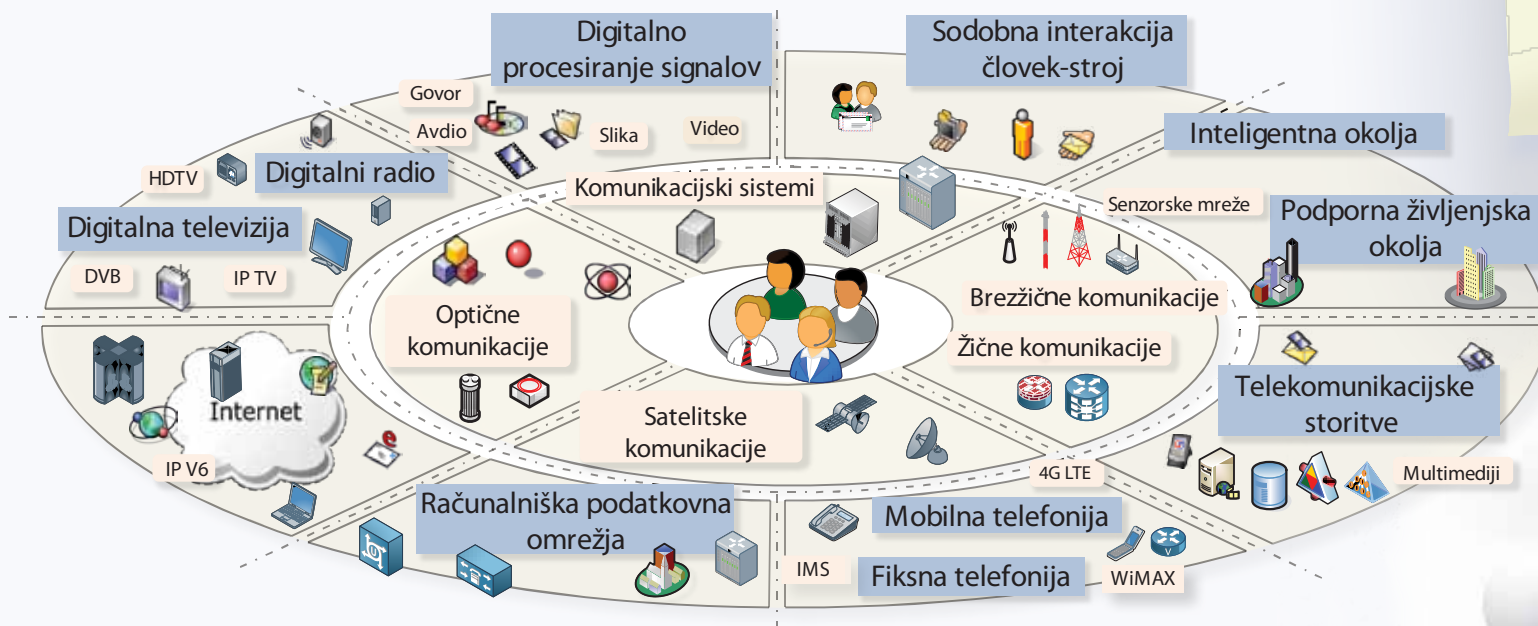 Digitalno
procesiranje signalov
Sodobna interakcija
človek-stroj
Govor
Avdio
Slika
Video
Inteligentna okolja
HDTV
Digitalni radio
Komunikacijski sistemi
Senzorske mreže
Podporna življenjska
okolja
Digitalna televizija
DVB
IP TV
Optične
komunikacije
Brezžične komunikacije
Žične komunikacije
Internet
IP V6
e
Satelitske
komunikacije
Telekomunikacijske
storitve
4G LTE
Multimediji
Računalniška podatkovna
omrežja
Mobilna telefonija
IMS
Fiksna telefonija
WiMAX
U
V